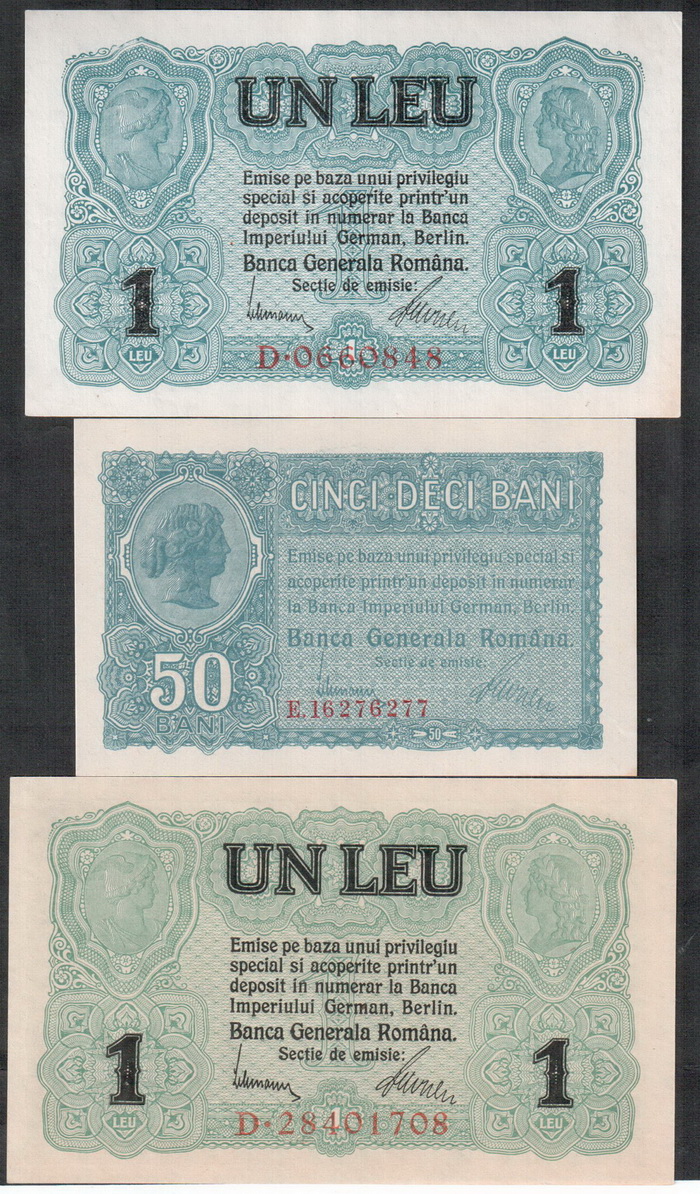 UN LEU
Emise pe baza unui privilegiu
special si acoperite printr'un
deposit in numerar la Banca
Imperiului German, Berlin.
Banca Generala Română.
Sectie de emisie:
1
1
LEU
LEU
D·0660848
CINCI DECI BANI
Emise pe baza unui privilegiu special si
acoperite printr'un deposit in numerar
la Banca Imperiului German, Berlin.
Banca Generala Română.
Sectie de emisie:
50
BANI
E.16276277
50
UN LEU
Emise pe baza unui privilegiu
special si acoperite printr'un
deposit in numerar la Banca
Imperiului German, Berlin.
Banca Generala Română.
Sectie de emisie:
1
1
LEU
LEU
D·28401708